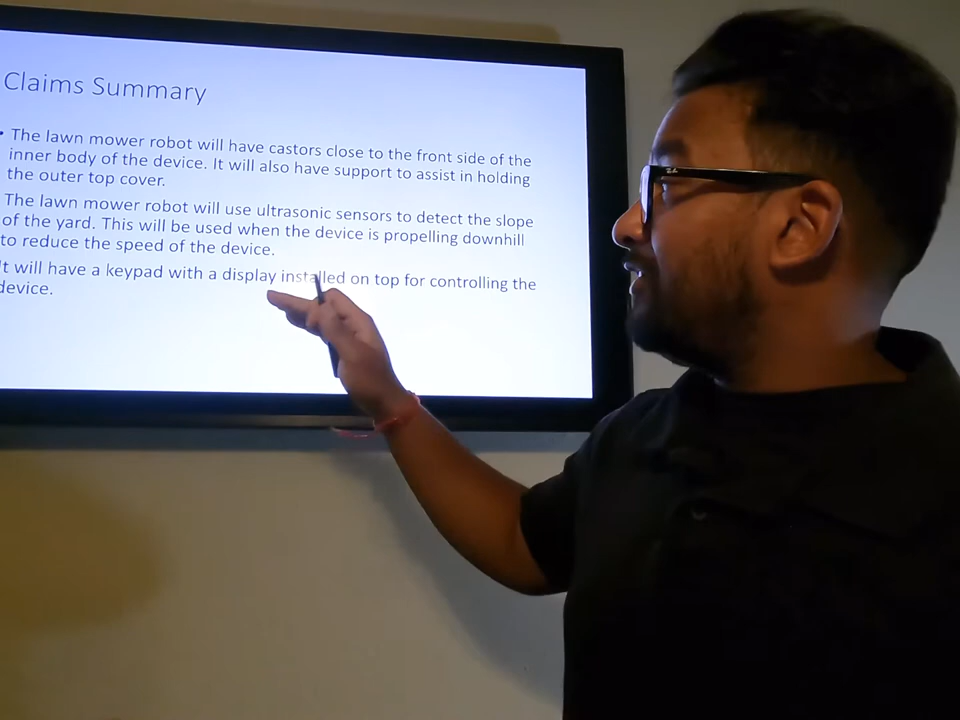 Claims Summary
• The lawn mower robot will have castors close to the front side of the
inner body of the device. It will also have support to assist in holding
the outer top cover.
The lawn mower robot will use ultrasonic sensors to detect the slope
of the yard. This will be used when the device is propelling downhill
to reduce the speed of the device.
It will have a keypad with a display installed on top for controlling the
device.
Ray-Ban